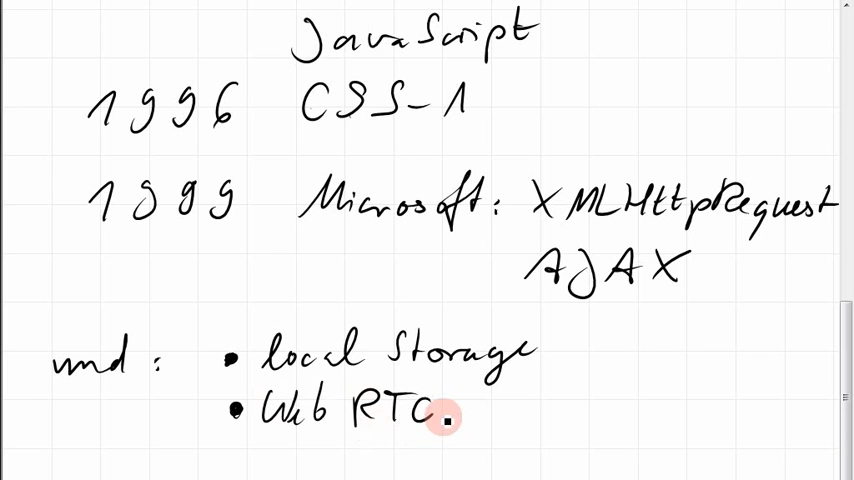 JavaScript
1996 CSS-1
1999 Microsoft: XMLHttpRequest
AJAX
und: • local Storage
• Web RTC.